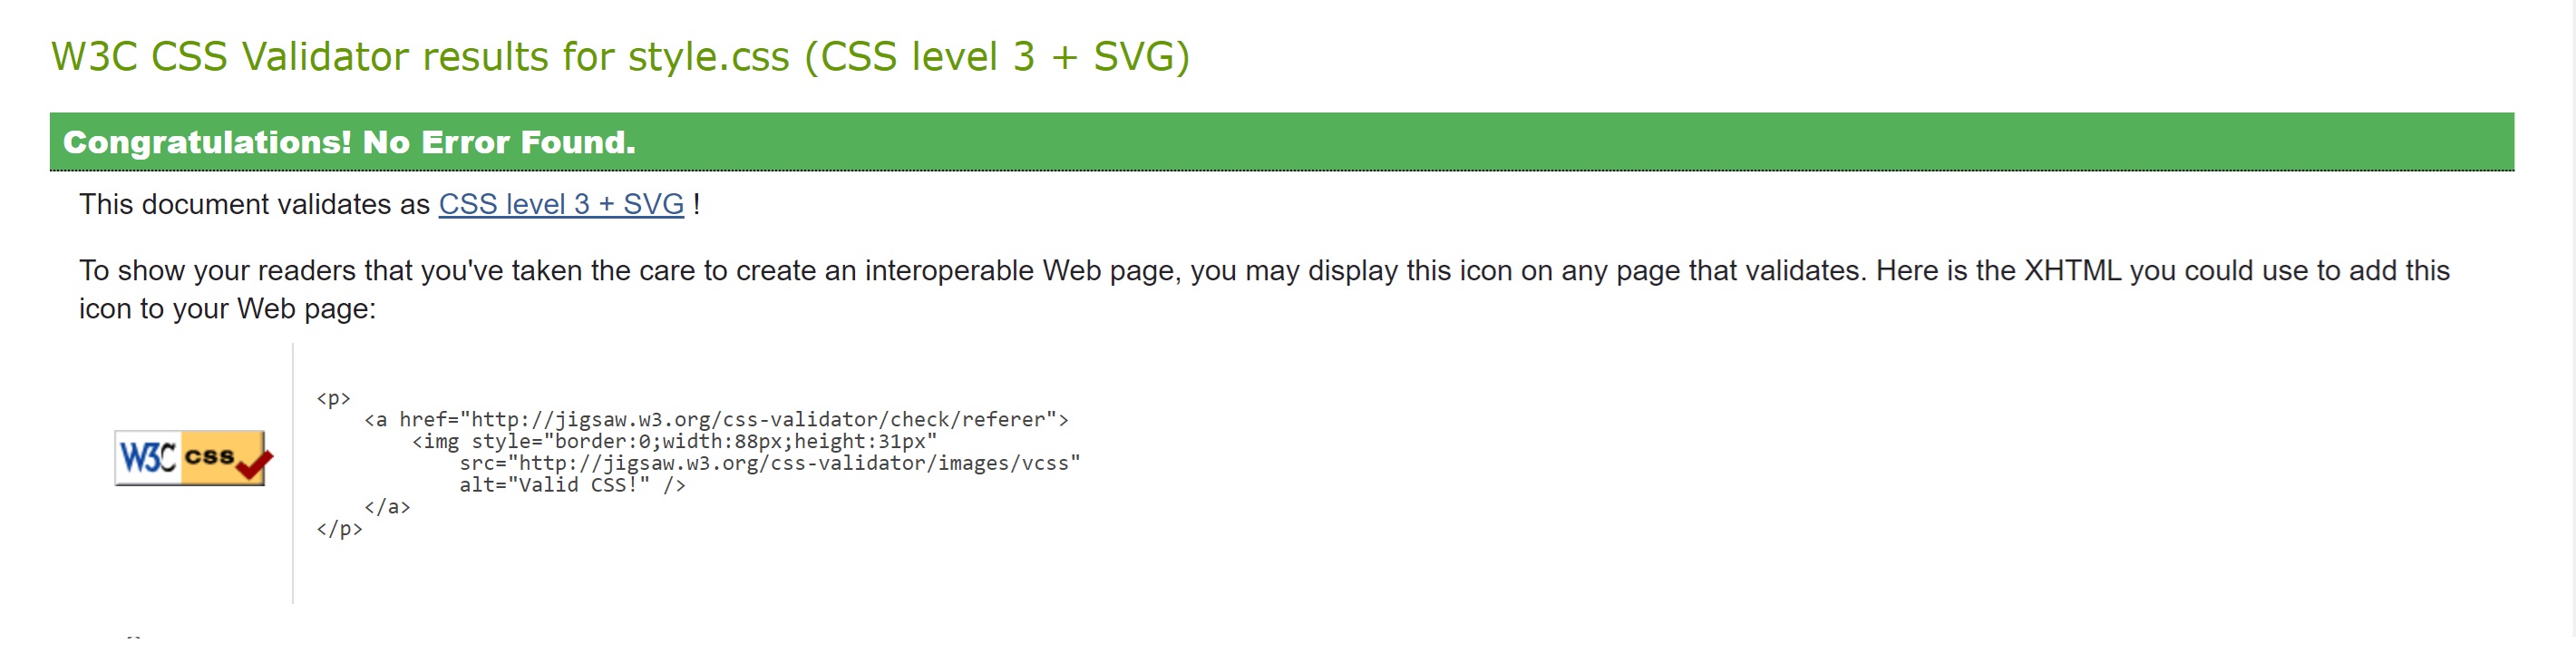 W3C CSS Validator results for style.css (CSS level 3 + SVG)
Congratulations! No Error Found.
This document validates as CSS level 3 + SVG !
To show your readers that you've taken the care to create an interoperable Web page, you may display this icon on any page that validates. Here is the XHTML you could use to add this
icon to your Web page:
W3C css
<p>
    <a href="http://jigsaw.w3.org/css-validator/check/referer">
        <img style="border:0;width:88px;height:31px"
            src="http://jigsaw.w3.org/css-validator/images/vcss"
            alt="Valid CSS!" />
    </a>
</p>